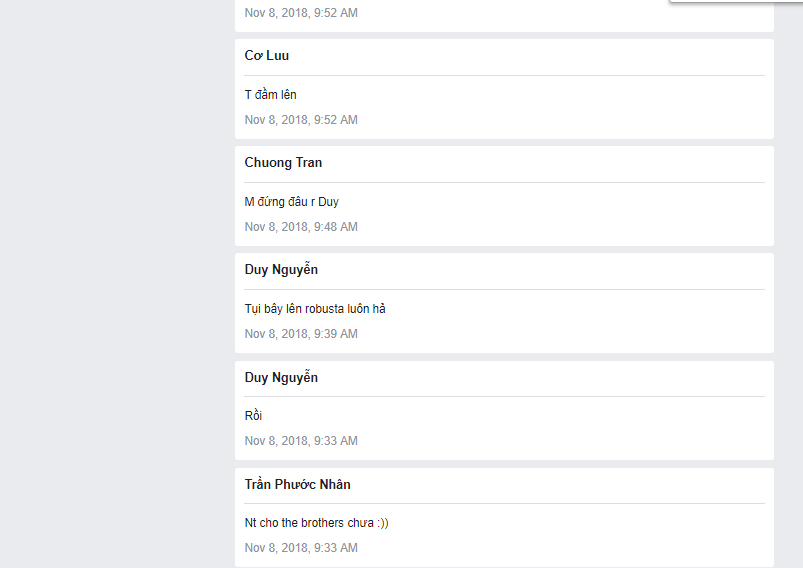 Nov 8, 2018, 9:52 AM
Cơ Luu
T đầm lên
Nov 8, 2018, 9:52 AM
Chuong Tran
M đứng đâu r Duy
Nov 8, 2018, 9:48 AM
Duy Nguyễn
Tụi bây lên robusta luôn hả
Nov 8, 2018, 9:39 AM
Duy Nguyễn
Rồi
Nov 8, 2018, 9:33 AM
Trần Phước Nhân
Nt cho the brothers chưa :))
Nov 8, 2018, 9:33 AM